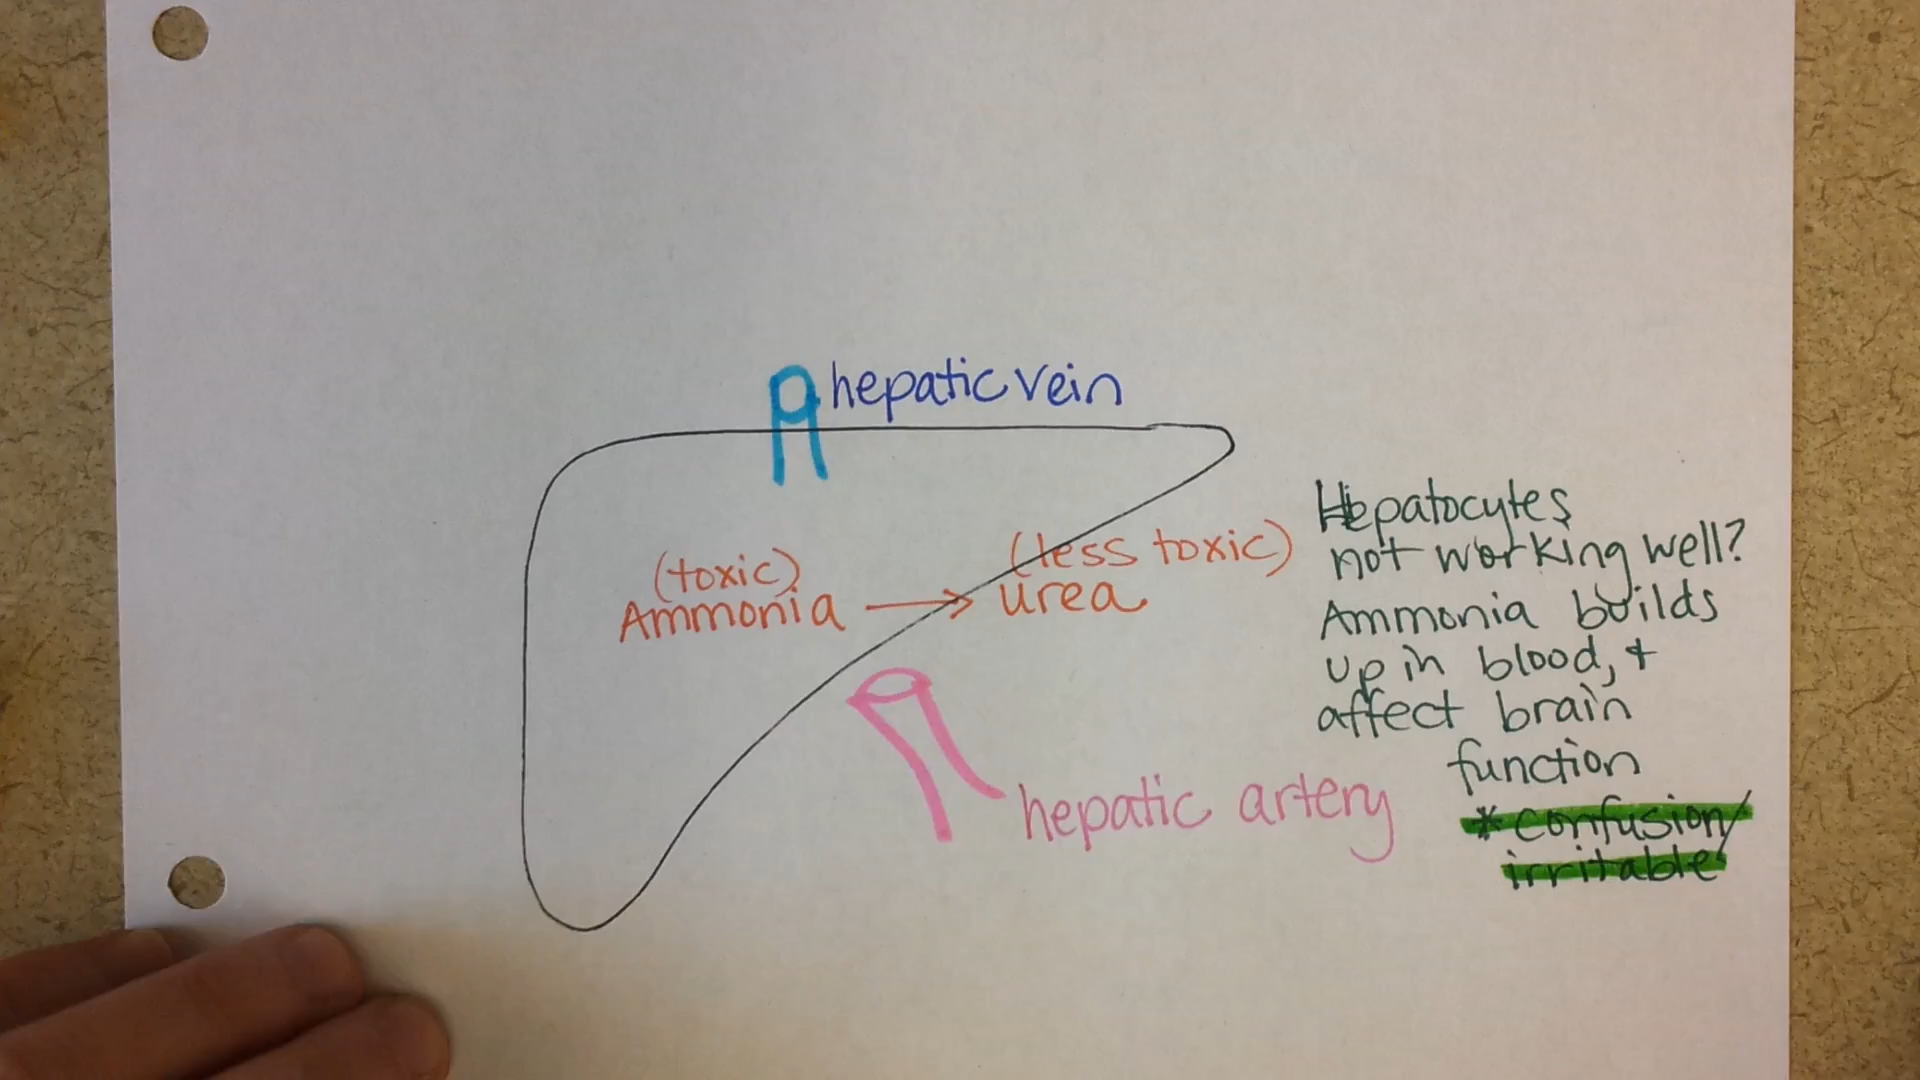 hepatic vein
(toxic)
Ammonia → urea
(less toxic)
hepatic artery
Hepatocytes
not working well?
Ammonia builds
up in blood, +
affect brain
function
* confusion/
irritable